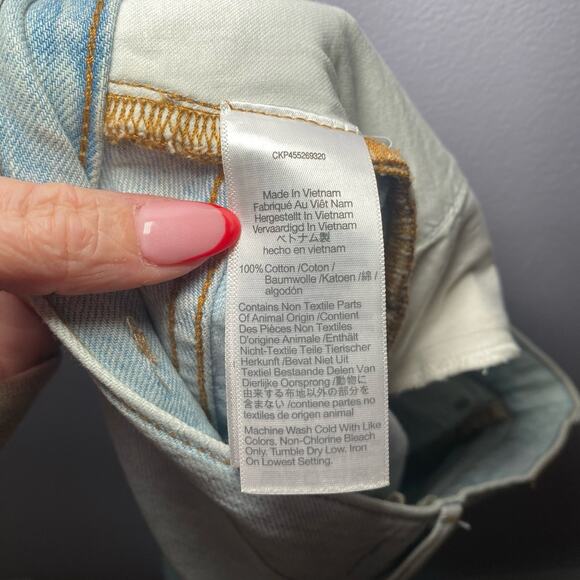 CKP455269320
Made In Vietnam
Fabriqué Au Viêt Nam
Hergestellt In Vietnam
Vervaardigd In Vietnam
ベトナム製
hecho en vietnam
100% Cotton /Coton /
Baumwolle /Katoen /綿 /
algodón
Contains Non Textile Parts
Of Animal Origin /Contient
Des Pièces Non Textiles
D'origine Animale /Enthält
Nicht-Textile Teile Tierischer
Herkunft /Bevat Niet Uit
Textiel Bestaande Delen Van
Dierlijke Oorsprong /動物に
由来する布地以外の部分を
含まない /contiene partes no
textiles de origen animal
Machine Wash Cold With Like
Colors, Non-Chlorine Bleach
Only, Tumble Dry Low. Iron
On Lowest Setting.